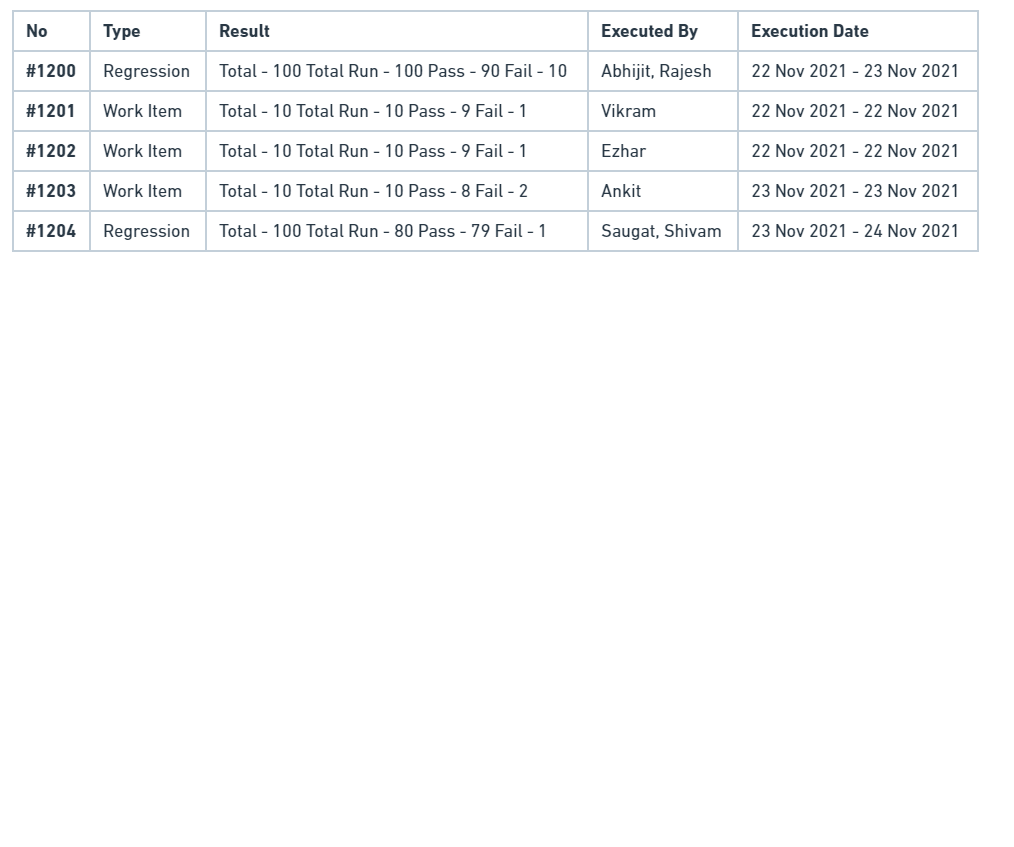 No Type Result Executed By Execution Date
#1200 Regression Total - 100 Total Run - 100 Pass - 90 Fail - 10 Abhijit, Rajesh 22 Nov 2021 - 23 Nov 2021
#1201 Work Item Total - 10 Total Run - 10 Pass - 9 Fail - 1 Vikram 22 Nov 2021 - 22 Nov 2021
#1202 Work Item Total - 10 Total Run - 10 Pass - 9 Fail - 1 Ezhar 22 Nov 2021 - 22 Nov 2021
#1203 Work Item Total - 10 Total Run - 10 Pass - 8 Fail - 2 Ankit 23 Nov 2021 - 23 Nov 2021
#1204 Regression Total - 100 Total Run - 80 Pass - 79 Fail - 1 Saugat, Shivam 23 Nov 2021 - 24 Nov 2021